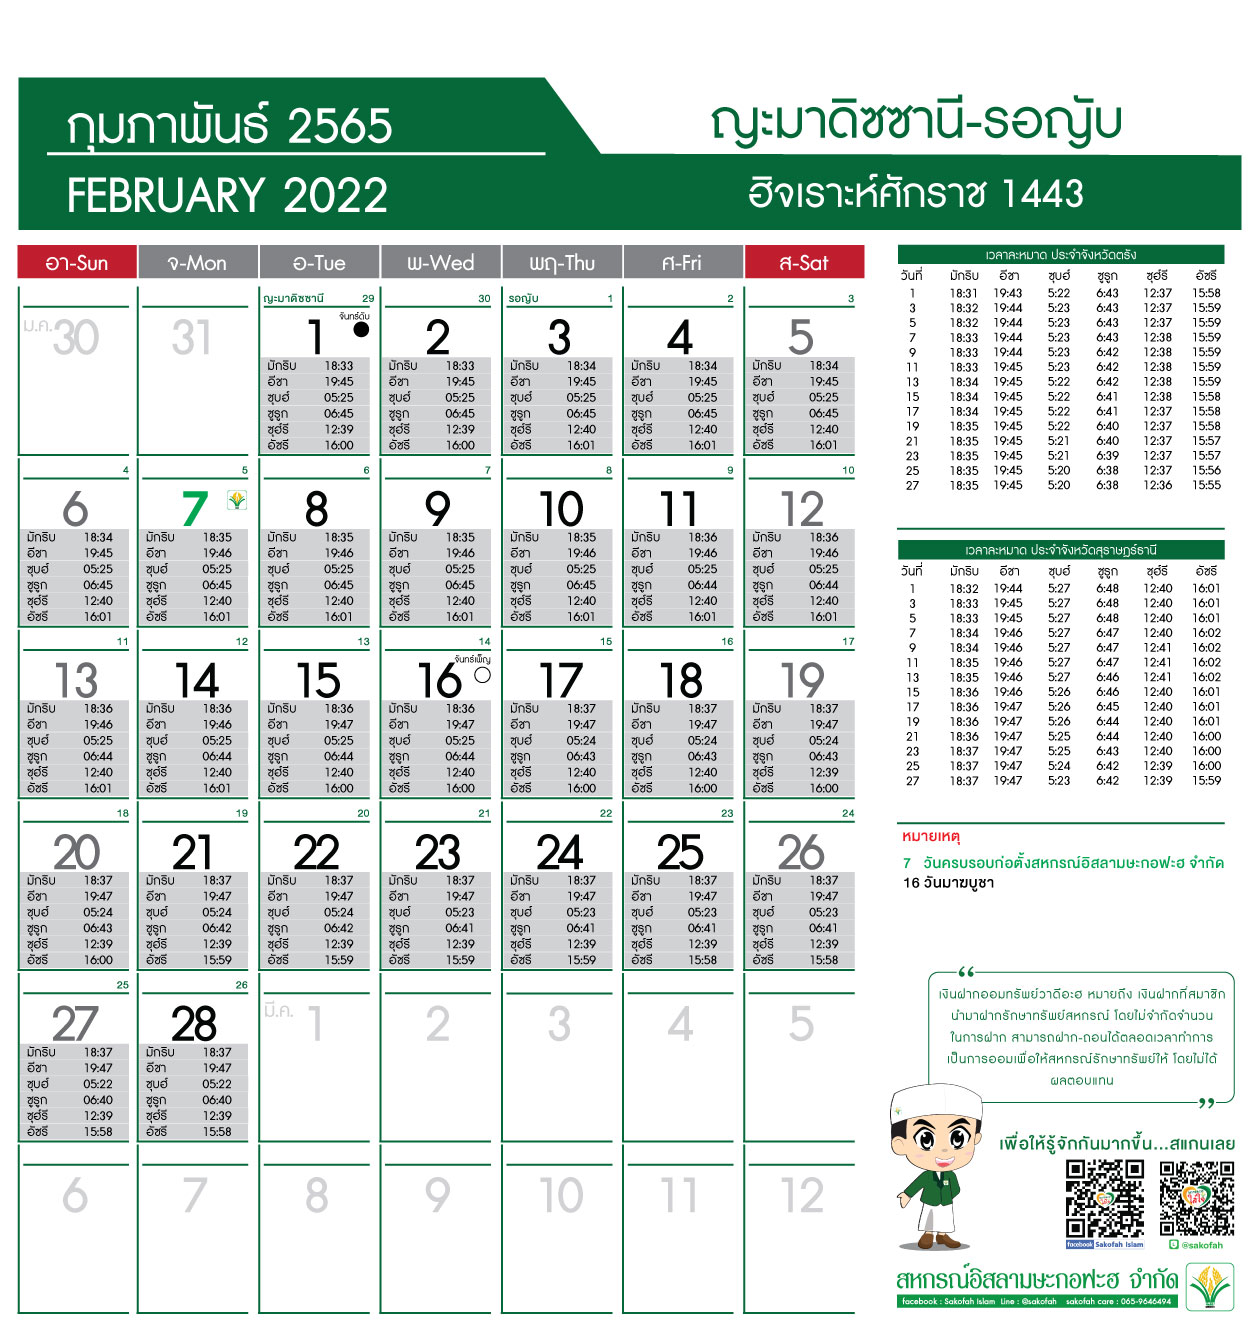 กุมภาพันธ์ 2565
FEBRUARY 2022
ญะมาดิซซานี-รอญับ
ฮิจเราะห์ศักราช 1443
อา-Sun จ-Mon อ-Tue พ-Wed พฤ-Thu ศ-Fri ส-Sat
ญะมาดิซซานี 29 30 รอญับ 1 2 3
ม.ค. 30 31 1 จันทร์ดับ 2 3 4 5
มักริบ 18:33 มักริบ 18:33 มักริบ 18:34 มักริบ 18:34 มักริบ 18:34
อีซา 19:45 อีซา 19:45 อีซา 19:45 อีซา 19:45 อีซา 19:45
ซุบฮ์ 05:25 ซุบฮ์ 05:25 ซุบฮ์ 05:25 ซุบฮ์ 05:25 ซุบฮ์ 05:25
ซูรูก 06:45 ซูรูก 06:45 ซูรูก 06:45 ซูรูก 06:45 ซูรูก 06:45
ซุฮ์รี 12:39 ซุฮ์รี 12:39 ซุฮ์รี 12:40 ซุฮ์รี 12:40 ซุฮ์รี 12:40
อัซรี 16:00 อัซรี 16:00 อัซรี 16:01 อัซรี 16:01 อัซรี 16:01
4 5 6 7 8 9 10
6 7 8 9 10 11 12
มักริบ 18:34 มักริบ 18:35 มักริบ 18:35 มักริบ 18:35 มักริบ 18:35 มักริบ 18:36 มักริบ 18:36
อีซา 19:45 อีซา 19:46 อีซา 19:46 อีซา 19:46 อีซา 19:46 อีซา 19:46 อีซา 19:46
ซุบฮ์ 05:25 ซุบฮ์ 05:25 ซุบฮ์ 05:25 ซุบฮ์ 05:25 ซุบฮ์ 05:25 ซุบฮ์ 05:25 ซุบฮ์ 05:25
ซูรูก 06:45 ซูรูก 06:45 ซูรูก 06:45 ซูรูก 06:45 ซูรูก 06:45 ซูรูก 06:44 ซูรูก 06:44
ซุฮ์รี 12:40 ซุฮ์รี 12:40 ซุฮ์รี 12:40 ซุฮ์รี 12:40 ซุฮ์รี 12:40 ซุฮ์รี 12:40 ซุฮ์รี 12:40
อัซรี 16:01 อัซรี 16:01 อัซรี 16:01 อัซรี 16:01 อัซรี 16:01 อัซรี 16:01 อัซรี 16:01
11 12 13 14 15 16 17
13 14 15 16 จันทร์เพ็ญ 17 18 19
มักริบ 18:36 มักริบ 18:36 มักริบ 18:36 มักริบ 18:36 มักริบ 18:37 มักริบ 18:37 มักริบ 18:37
อีซา 19:46 อีซา 19:46 อีซา 19:47 อีซา 19:47 อีซา 19:47 อีซา 19:47 อีซา 19:47
ซุบฮ์ 05:25 ซุบฮ์ 05:25 ซุบฮ์ 05:25 ซุบฮ์ 05:25 ซุบฮ์ 05:24 ซุบฮ์ 05:24 ซุบฮ์ 05:24
ซูรูก 06:44 ซูรูก 06:44 ซูรูก 06:44 ซูรูก 06:44 ซูรูก 06:43 ซูรูก 06:43 ซูรูก 06:43
ซุฮ์รี 12:40 ซุฮ์รี 12:40 ซุฮ์รี 12:40 ซุฮ์รี 12:40 ซุฮ์รี 12:40 ซุฮ์รี 12:40 ซุฮ์รี 12:39
อัซรี 16:01 อัซรี 16:01 อัซรี 16:00 อัซรี 16:00 อัซรี 16:00 อัซรี 16:00 อัซรี 16:00
18 19 20 21 22 23 24
20 21 22 23 24 25 26
มักริบ 18:37 มักริบ 18:37 มักริบ 18:37 มักริบ 18:37 มักริบ 18:37 มักริบ 18:37 มักริบ 18:37
อีซา 19:47 อีซา 19:47 อีซา 19:47 อีซา 19:47 อีซา 19:47 อีซา 19:47 อีซา 19:47
ซุบฮ์ 05:24 ซุบฮ์ 05:24 ซุบฮ์ 05:24 ซุบฮ์ 05:23 ซุบฮ์ 05:23 ซุบฮ์ 05:23 ซุบฮ์ 05:23
ซูรูก 06:43 ซูรูก 06:42 ซูรูก 06:42 ซูรูก 06:41 ซูรูก 06:41 ซูรูก 06:41 ซูรูก 06:41
ซุฮ์รี 12:39 ซุฮ์รี 12:39 ซุฮ์รี 12:39 ซุฮ์รี 12:39 ซุฮ์รี 12:39 ซุฮ์รี 12:39 ซุฮ์รี 12:39
อัซรี 16:00 อัซรี 15:59 อัซรี 15:59 อัซรี 15:59 อัซรี 15:59 อัซรี 15:58 อัซรี 15:58
25 26
27 28 มี.ค. 1 2 3 4 5
มักริบ 18:37 มักริบ 18:37
อีซา 19:47 อีซา 19:47
ซุบฮ์ 05:22 ซุบฮ์ 05:22
ซูรูก 06:40 ซูรูก 06:40
ซุฮ์รี 12:39 ซุฮ์รี 12:39
อัซรี 15:58 อัซรี 15:58
6 7 8 9 10 11 12
เวลาละหมาด ประจำจังหวัดตรัง
วันที่ มักริบ อีซา ซุบฮ์ ซูรูก ซุฮ์รี อัซรี
1 18:31 19:43 5:22 6:43 12:37 15:58
3 18:32 19:44 5:23 6:43 12:37 15:59
5 18:32 19:44 5:23 6:43 12:37 15:59
7 18:33 19:44 5:23 6:43 12:38 15:59
9 18:33 19:44 5:23 6:42 12:38 15:59
11 18:33 19:45 5:23 6:42 12:38 15:59
13 18:34 19:45 5:22 6:42 12:38 15:59
15 18:34 19:45 5:22 6:41 12:38 15:58
17 18:34 19:45 5:22 6:41 12:37 15:58
19 18:35 19:45 5:22 6:40 12:37 15:58
21 18:35 19:45 5:21 6:40 12:37 15:57
23 18:35 19:45 5:21 6:39 12:37 15:57
25 18:35 19:45 5:20 6:38 12:37 15:56
27 18:35 19:45 5:20 6:38 12:36 15:55
เวลาละหมาด ประจำจังหวัดสุราษฎร์ธานี
วันที่ มักริบ อีซา ซุบฮ์ ซูรูก ซุฮ์รี อัซรี
1 18:32 19:44 5:27 6:48 12:40 16:01
3 18:33 19:45 5:27 6:48 12:40 16:01
5 18:33 19:45 5:27 6:48 12:40 16:01
7 18:34 19:46 5:27 6:47 12:40 16:02
9 18:34 19:46 5:27 6:47 12:41 16:02
11 18:35 19:46 5:27 6:47 12:41 16:02
13 18:35 19:46 5:27 6:46 12:41 16:02
15 18:36 19:46 5:26 6:46 12:40 16:01
17 18:36 19:47 5:26 6:45 12:40 16:01
19 18:36 19:47 5:26 6:44 12:40 16:01
21 18:36 19:47 5:25 6:44 12:40 16:00
23 18:37 19:47 5:25 6:43 12:40 16:00
25 18:37 19:47 5:24 6:42 12:39 16:00
27 18:37 19:47 5:23 6:42 12:39 15:59
หมายเหตุ
7 วันครบรอบก่อตั้งสหกรณ์อิสลามษะกอฟะฮ จำกัด
16 วันมาฆบูชา
“
เงินฝากออมทรัพย์วาดีอะฮ หมายถึง เงินฝากที่สมาชิก
นำมาฝากรักษาทรัพย์สหกรณ์ โดยไม่จำกัดจำนวน
ในการฝาก สามารถฝาก-ถอนได้ตลอดเวลาทำการ
เป็นการออมเพื่อให้สหกรณ์รักษาทรัพย์ให้ โดยไม่ได้
ผลตอบแทน
”
เพื่อให้รู้จักกันมากขึ้น...สแกนเลย
facebook Sakofah Islam @sakofah
สหกรณ์อิสลามษะกอฟะฮ จำกัด
facebook : Sakofah Islam Line : @sakofah sakofah care : 065-9646494